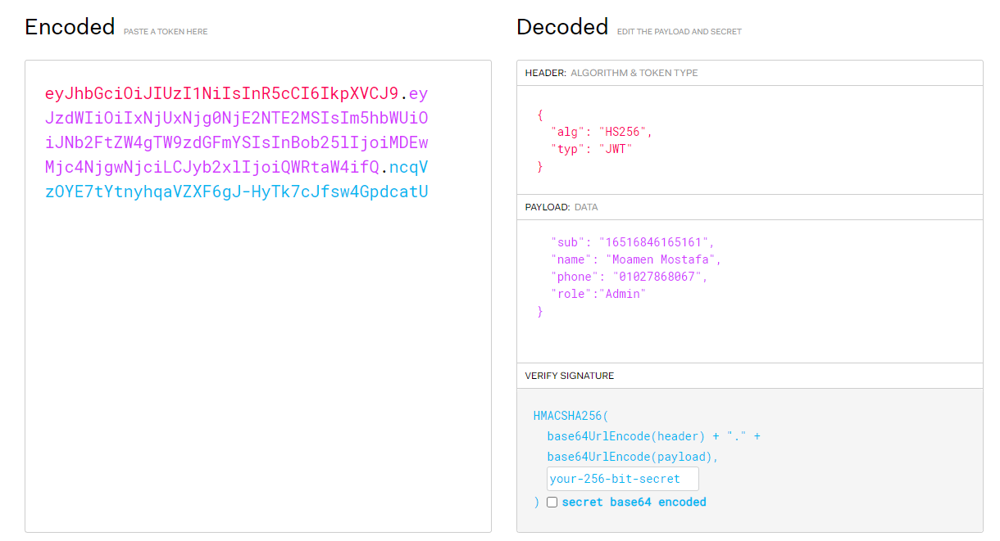 Encoded PASTE A TOKEN HERE
eyJhbGciOiJIUzI1NiIsInR5cCI6IkpXVCJ9.ey
JzdWIiOiIxNjUxNjg0NjE2NTE2MSIsIm5hbWUiO
iJNb2FtZW4gTW9zdGFmYSIsInBob25lIjoiMDEw
Mjc4NjgwNjciLCJyb2xlIjoiQWRtaW4ifQ.ncqV
zOYE7tYtnyhqaVZXF6gJ-HyTk7cJfsw4GpdcatU
Decoded EDIT THE PAYLOAD AND SECRET
HEADER: ALGORITHM & TOKEN TYPE
{
"alg": "HS256",
"typ": "JWT"
}
PAYLOAD: DATA
"sub": "16516846165161",
"name": "Moamen Mostafa",
"phone": "01027868067",
"role":"Admin"
}
VERIFY SIGNATURE
HMACSHA256(
base64UrlEncode(header) + "." +
base64UrlEncode(payload),
your-256-bit-secret
) secret base64 encoded